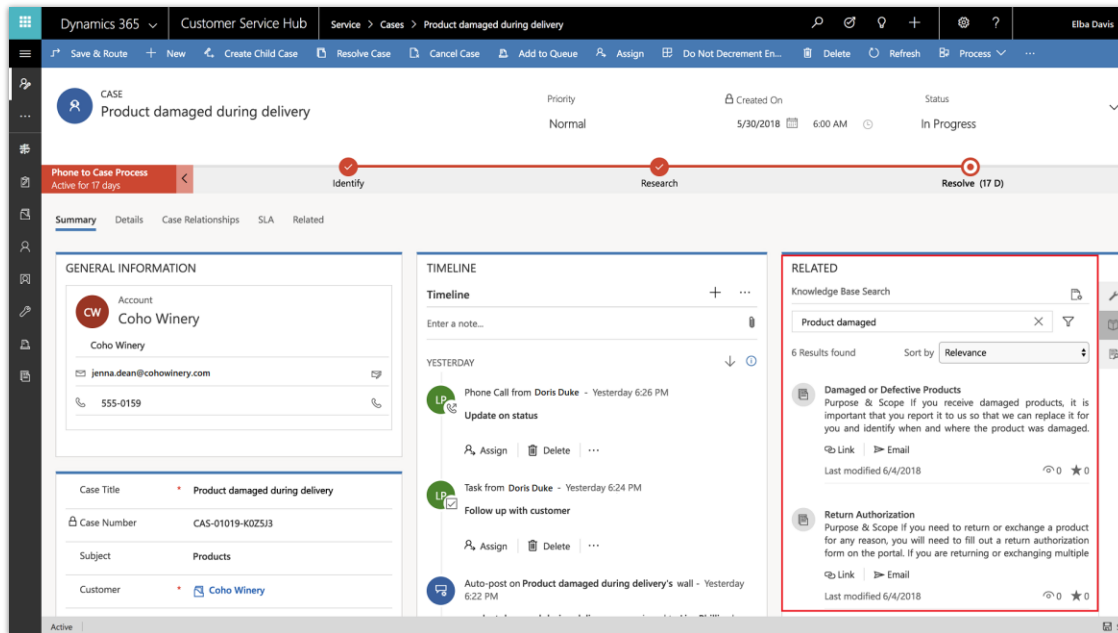 Dynamics 365
Customer Service Hub
Service > Cases > Product damaged during delivery
Elba Davis
Save & Route
New
Create Child Case
Resolve Case
Cancel Case
Add to Queue
Assign
Do Not Decrement En...
Delete
Refresh
Process
CASE
Product damaged during delivery
Priority
Normal
Created On
5/30/2018
6:00 AM
Status
In Progress
Phone to Case Process
Active for 17 days
Identify
Research
Resolve (17 D)
Summary
Details
Case Relationships
SLA
Related
GENERAL INFORMATION
CW
Account
Coho Winery
Coho Winery
jenna.dean@cohowinery.com
555-0159
Case Title
* Product damaged during delivery
Case Number
CAS-01019-K0Z5J3
Subject
Products
Customer
* Coho Winery
TIMELINE
Timeline
Enter a note...
YESTERDAY
LP
Phone Call from Doris Duke - Yesterday 6:26 PM
Update on status
Assign
Delete
LP
Task from Doris Duke - Yesterday 6:24 PM
Follow up with customer
Assign
Delete
Auto-post on Product damaged during delivery's wall - Yesterday
6:22 PM
RELATED
Knowledge Base Search
Product damaged
6 Results found
Sort by
Relevance
Damaged or Defective Products
Purpose & Scope If you receive damaged products, it is
important that you report it to us so that we can replace it for
you and identify when and where the product was damaged.
Link
Email
Last modified 6/4/2018
0
0
Return Authorization
Purpose & Scope If you need to return or exchange a product
for any reason, you will need to fill out a return authorization
form on the portal. If you are returning or exchanging multiple
Link
Email
Last modified 6/4/2018
0
0
Active